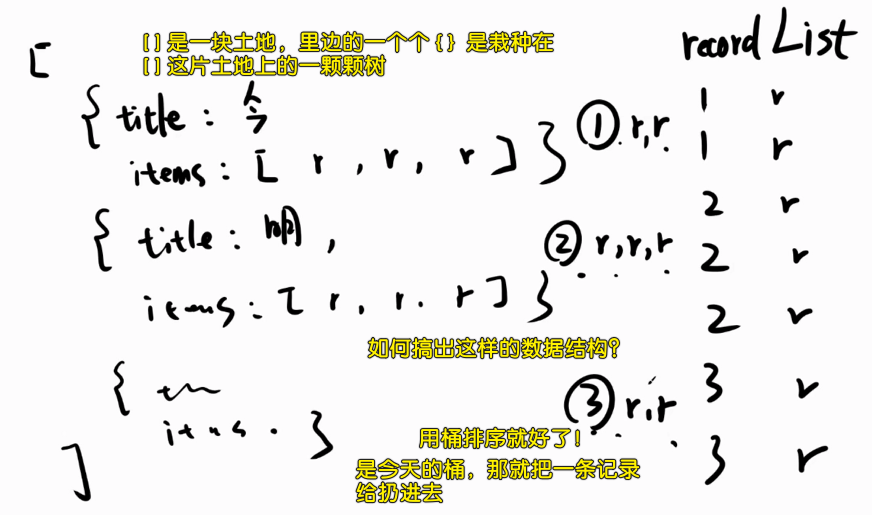 []是一块土地，里边的一个个{}是栽种在
[]这片土地上的一颗颗树
record List
[
{ title : 今
items : [ r , r , r ] }
① r,r
{ title : 明 ,
items : [ r , r . r ] }
② r,r,r
{
items . }
③ r,r
]
1 r
1 r
2 r
2 r
2 r
3 r
3 r
如何搞出这样的数据结构？
用桶排序就好了！
是今天的桶，那就把一条记录
给扔进去